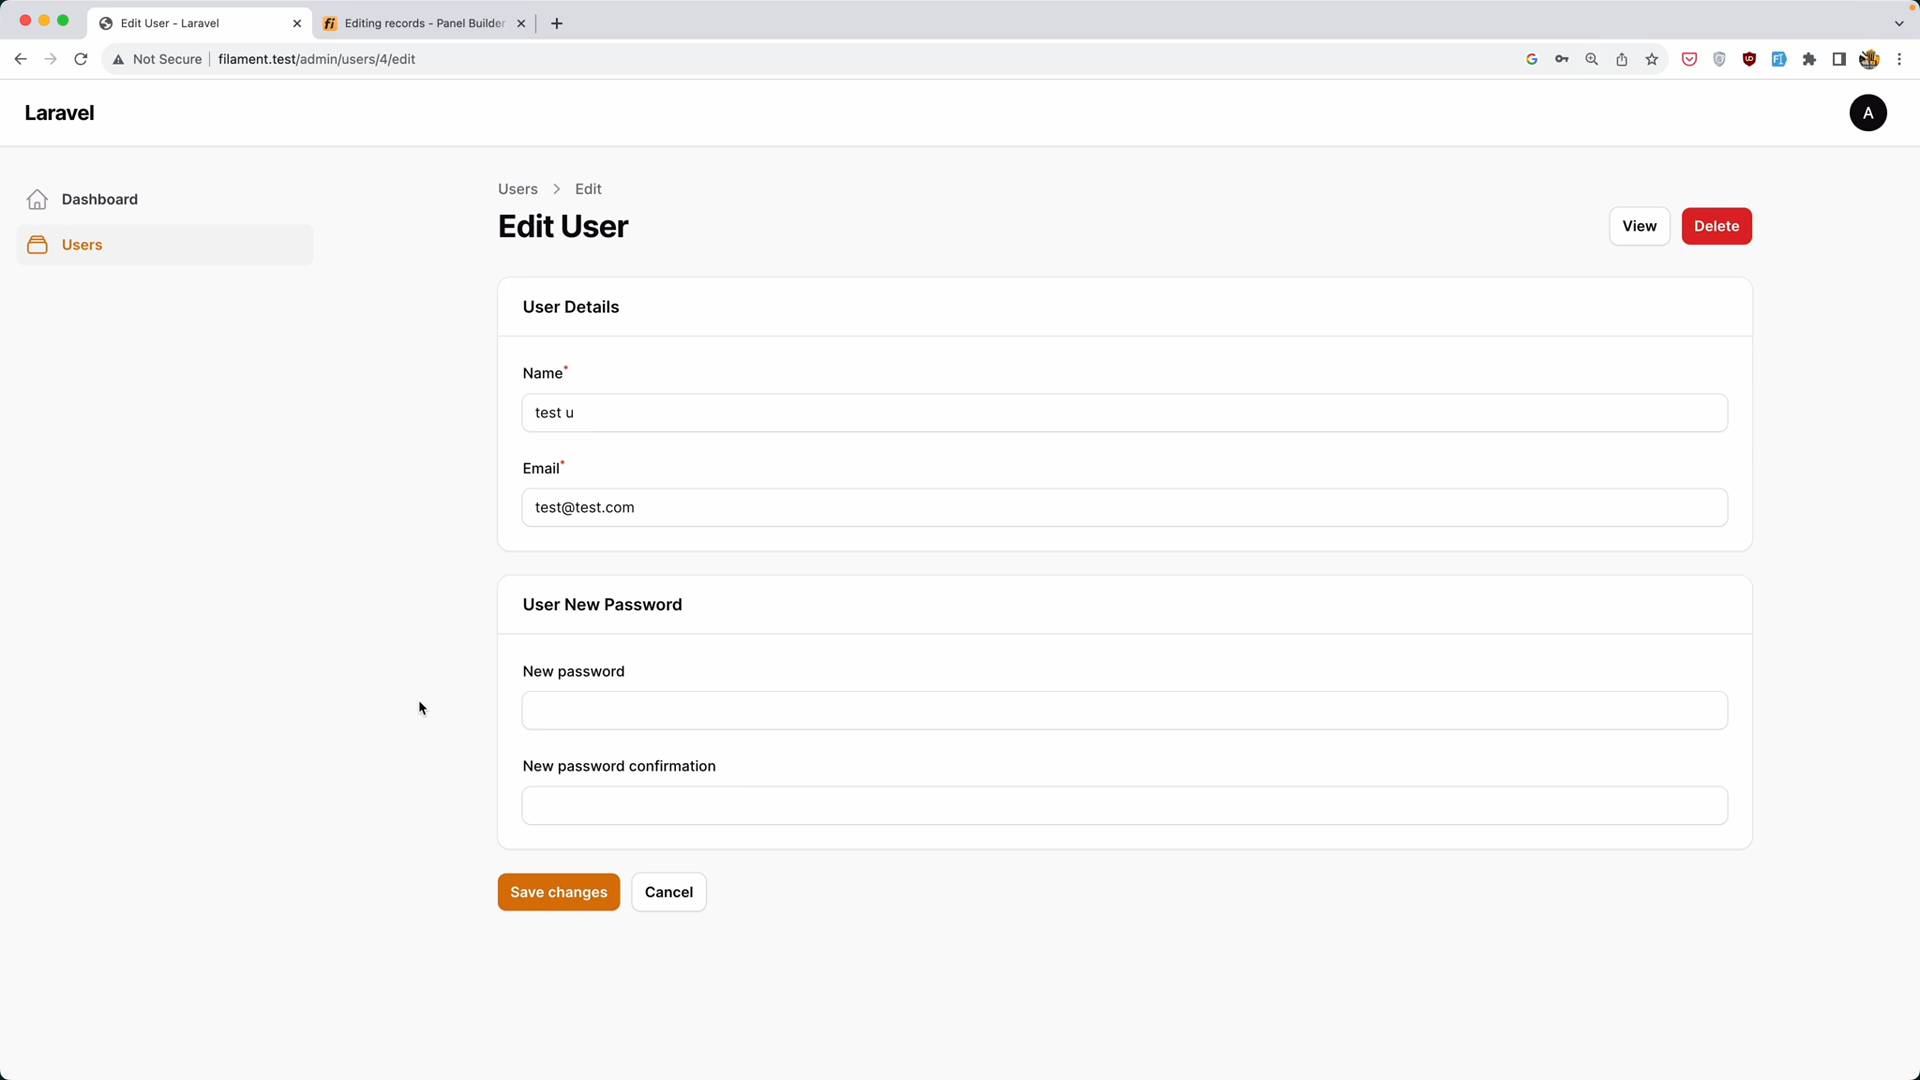 Edit User - Laravel
Editing records - Panel Builder
Not Secure
filament.test/admin/users/4/edit
Laravel
A
Dashboard
Users
Users > Edit
Edit User
View
Delete
User Details
Name*
test u
Email*
test@test.com
User New Password
New password
New password confirmation
Save changes
Cancel